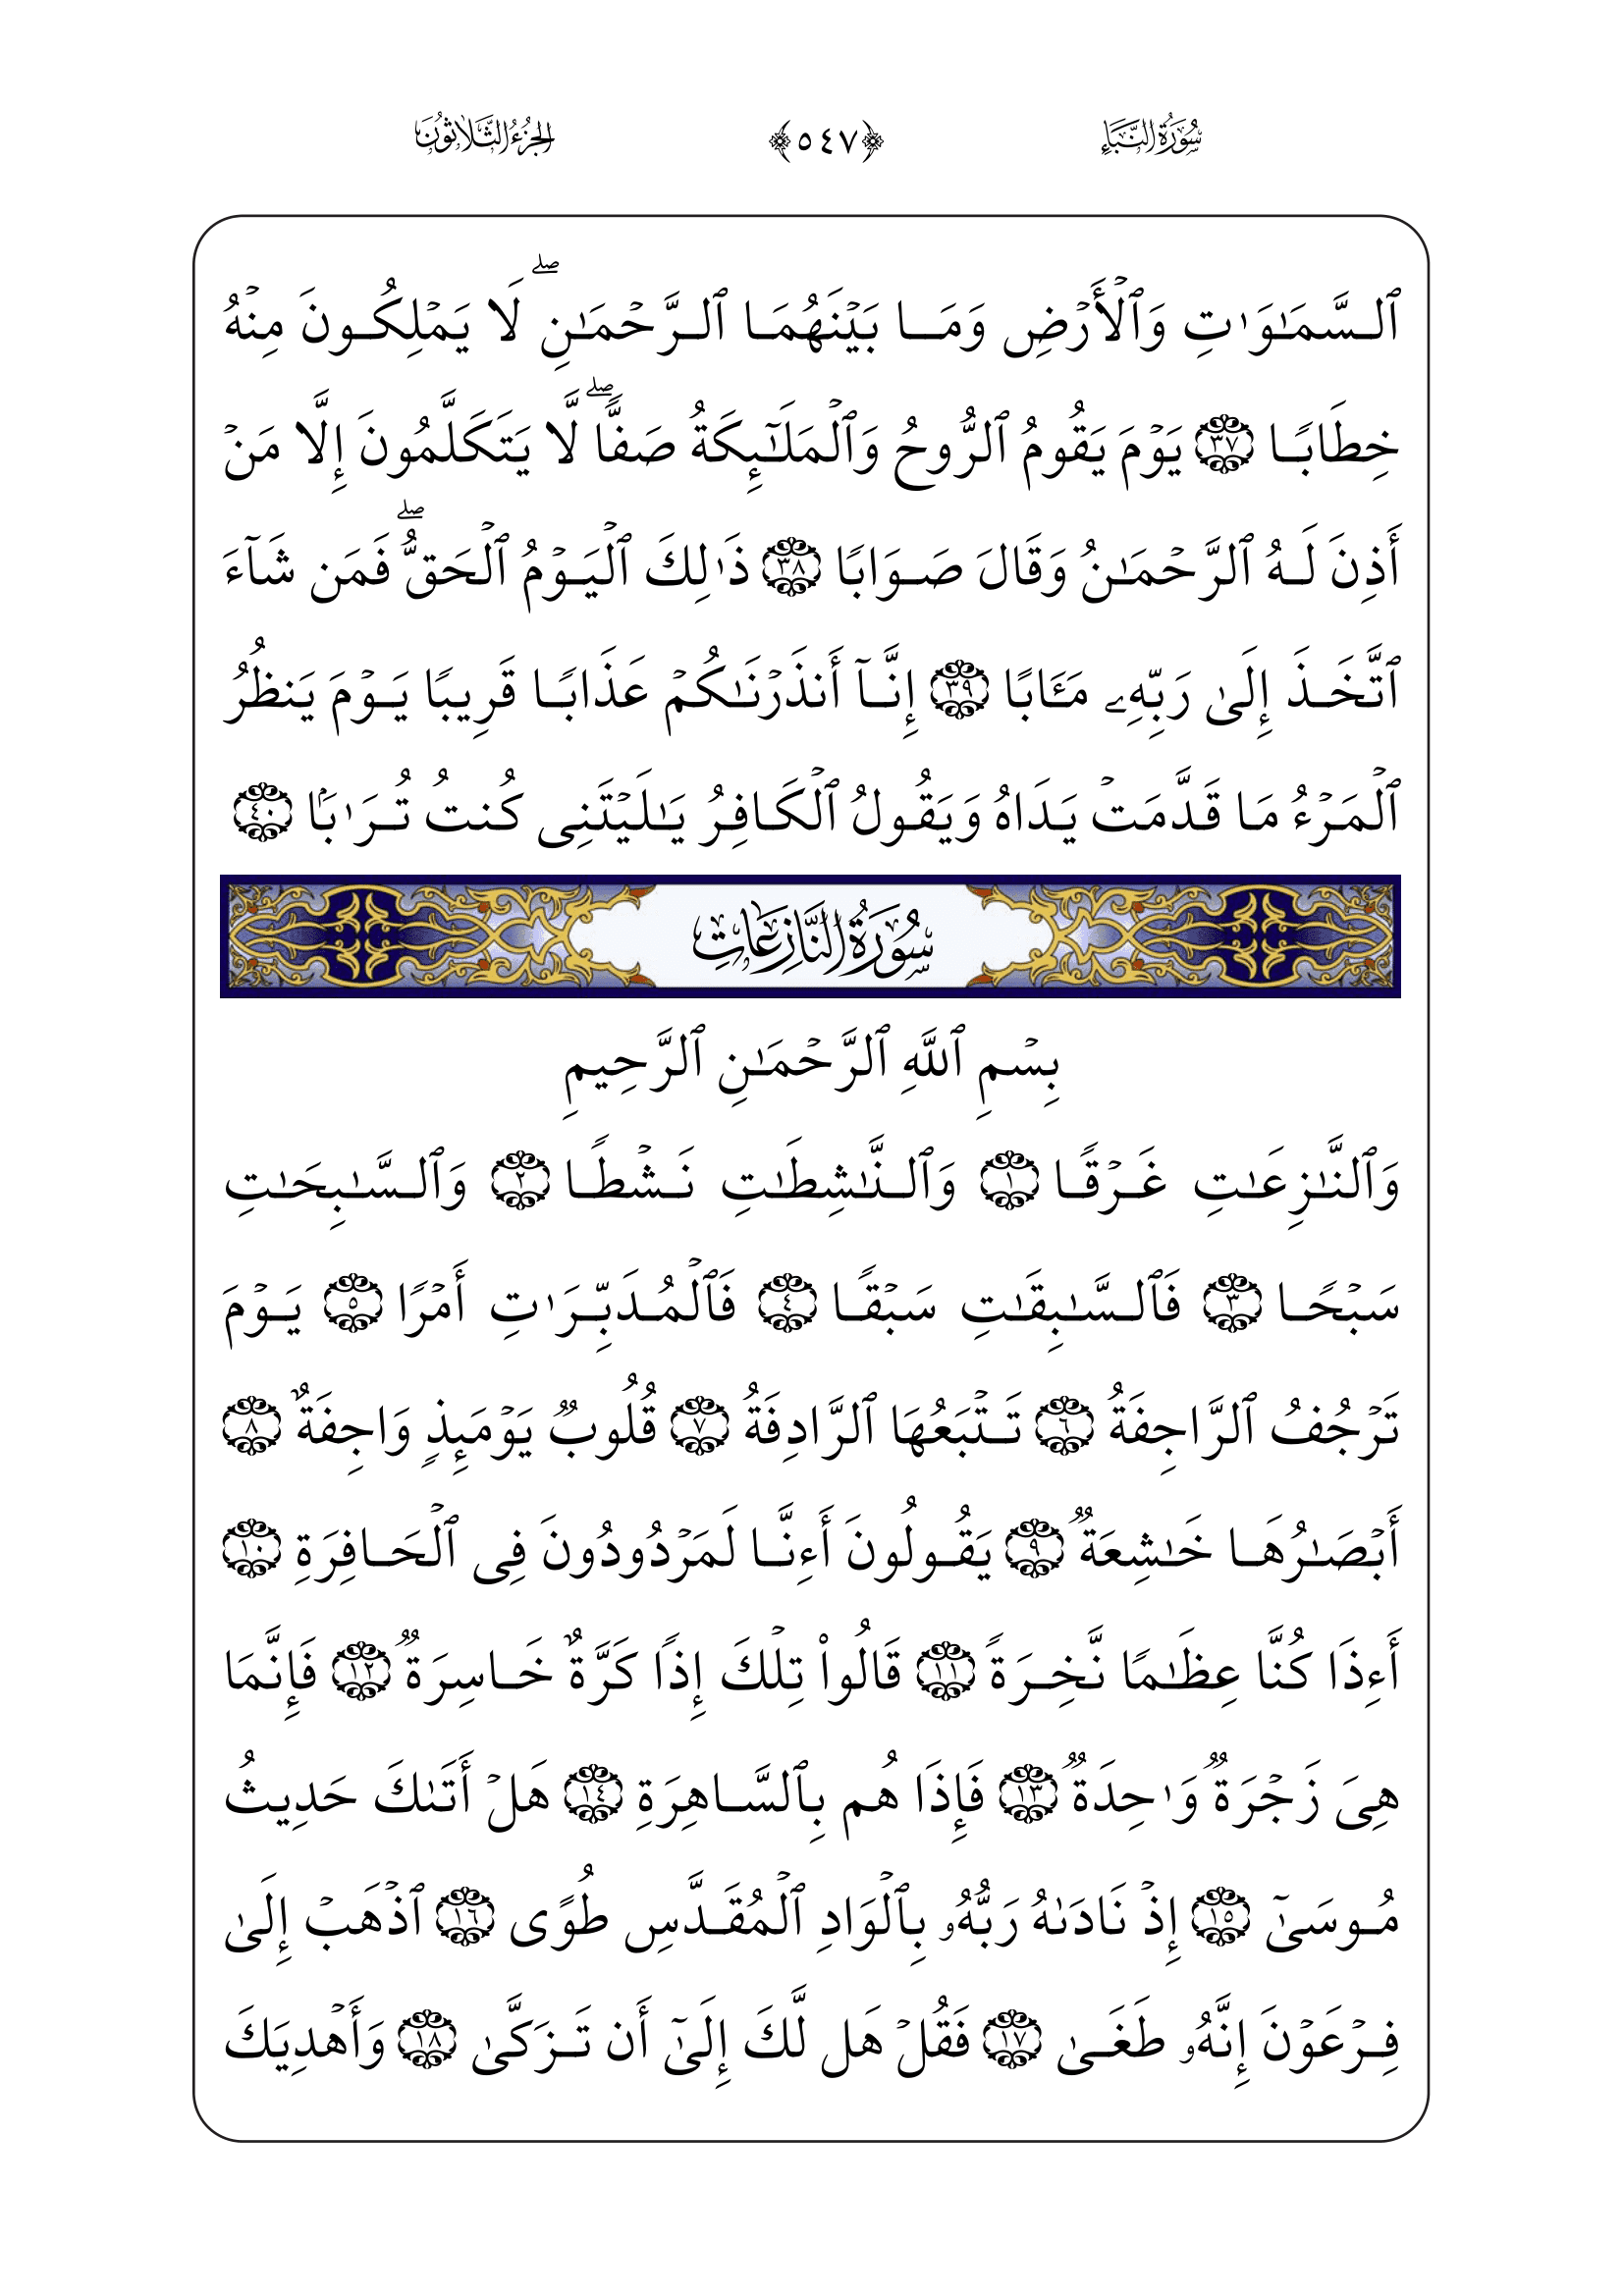 سُورَةُ النَّبَإِ ﴿٥٤٧﴾ الجُزْءُ الثَّلَاثُونَ
ٱلسَّمَـٰوَٰتِ وَٱلۡأَرۡضِ وَمَا بَيۡنَهُمَا ٱلرَّحۡمَـٰنِۖ لَا يَمۡلِكُونَ مِنۡهُ
خِطَابًا ٣٧ يَوۡمَ يَقُومُ ٱلرُّوحُ وَٱلۡمَلَـٰٓئِكَةُ صَفًّاۖ لَّا يَتَكَلَّمُونَ إِلَّا مَنۡ
أَذِنَ لَهُ ٱلرَّحۡمَـٰنُ وَقَالَ صَوَابًا ٣٨ ذَٰلِكَ ٱلۡيَوۡمُ ٱلۡحَقُّۖ فَمَن شَآءَ
ٱتَّخَذَ إِلَىٰ رَبِّهِۦ مَـَٔابًا ٣٩ إِنَّآ أَنذَرۡنَـٰكُمۡ عَذَابًا قَرِيبًا يَوۡمَ يَنظُرُ
ٱلۡمَرۡءُ مَا قَدَّمَتۡ يَدَاهُ وَيَقُولُ ٱلۡكَافِرُ يَـٰلَيۡتَنِى كُنتُ تُرَٰبَۢا ٤٠
سُورَةُ النَّازِعَاتِ
بِسۡمِ ٱللَّهِ ٱلرَّحۡمَـٰنِ ٱلرَّحِيمِ
وَٱلنَّـٰزِعَـٰتِ غَرۡقًا ١ وَٱلنَّـٰشِطَـٰتِ نَشۡطًا ٢ وَٱلسَّـٰبِحَـٰتِ
سَبۡحًا ٣ فَٱلسَّـٰبِقَـٰتِ سَبۡقًا ٤ فَٱلۡمُدَبِّرَٰتِ أَمۡرًا ٥ يَوۡمَ
تَرۡجُفُ ٱلرَّاجِفَةُ ٦ تَتۡبَعُهَا ٱلرَّادِفَةُ ٧ قُلُوبٌ يَوۡمَئِذٍ وَاجِفَةٌ ٨
أَبۡصَـٰرُهَا خَـٰشِعَةٌ ٩ يَقُولُونَ أَءِنَّا لَمَرۡدُودُونَ فِى ٱلۡحَافِرَةِ ١٠
أَءِذَا كُنَّا عِظَـٰمًا نَّخِرَةً ١١ قَالُوا۟ تِلۡكَ إِذًا كَرَّةٌ خَاسِرَةٌ ١٢ فَإِنَّمَا
هِىَ زَجۡرَةٌ وَٰحِدَةٌ ١٣ فَإِذَا هُم بِٱلسَّاهِرَةِ ١٤ هَلۡ أَتَىٰكَ حَدِيثُ
مُوسَىٰٓ ١٥ إِذۡ نَادَىٰهُ رَبُّهُۥ بِٱلۡوَادِ ٱلۡمُقَدَّسِ طُوًى ١٦ ٱذۡهَبۡ إِلَىٰ
فِرۡعَوۡنَ إِنَّهُۥ طَغَىٰ ١٧ فَقُلۡ هَل لَّكَ إِلَىٰٓ أَن تَزَكَّىٰ ١٨ وَأَهۡدِيَكَ